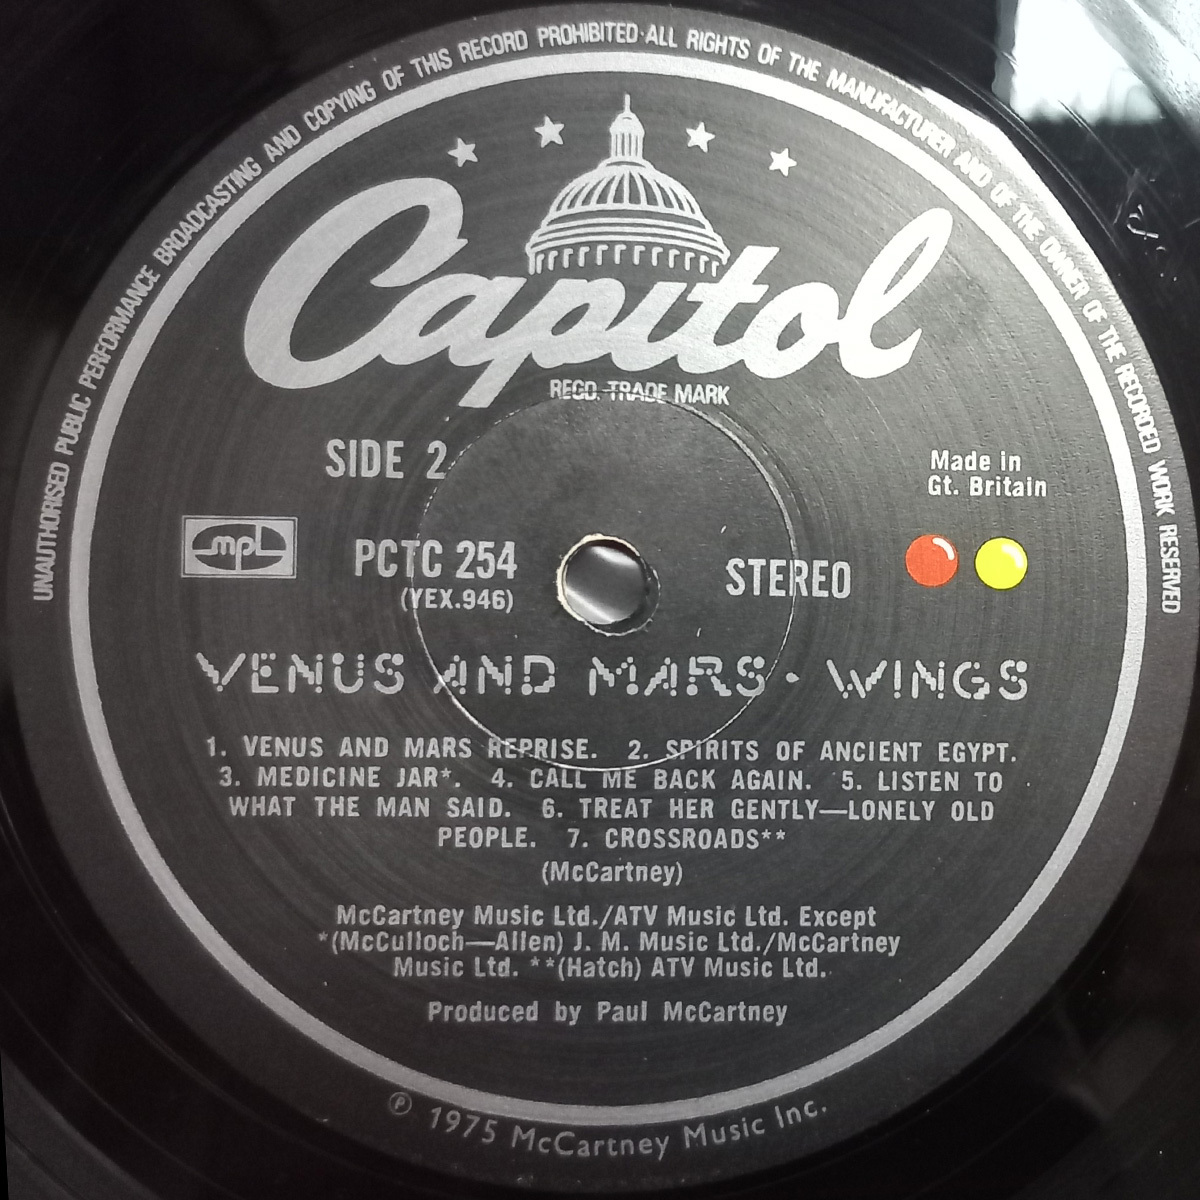 UNAUTHORISED PUBLIC PERFORMANCE BROADCASTING AND COPYING OF THIS RECORD PROHIBITED·ALL RIGHTS OF THE MANUFACTURER AND OF THE OWNER OF THE RECORDED WORK RESERVED
Capitol
REGD. TRADE MARK
SIDE 2
Made in
Gt. Britain
mpl
PCTC 254
(YEX.946)
STEREO
VENUS AND MARS · WINGS
1. VENUS AND MARS REPRISE. 2. SPIRITS OF ANCIENT EGYPT.
3. MEDICINE JAR*. 4. CALL ME BACK AGAIN. 5. LISTEN TO
WHAT THE MAN SAID. 6. TREAT HER GENTLY—LONELY OLD
PEOPLE. 7. CROSSROADS**
(McCartney)
McCartney Music Ltd./ATV Music Ltd. Except
*(McCulloch—Allen) J. M. Music Ltd./McCartney
Music Ltd. **(Hatch) ATV Music Ltd.
Produced by Paul McCartney
℗ 1975 McCartney Music Inc.